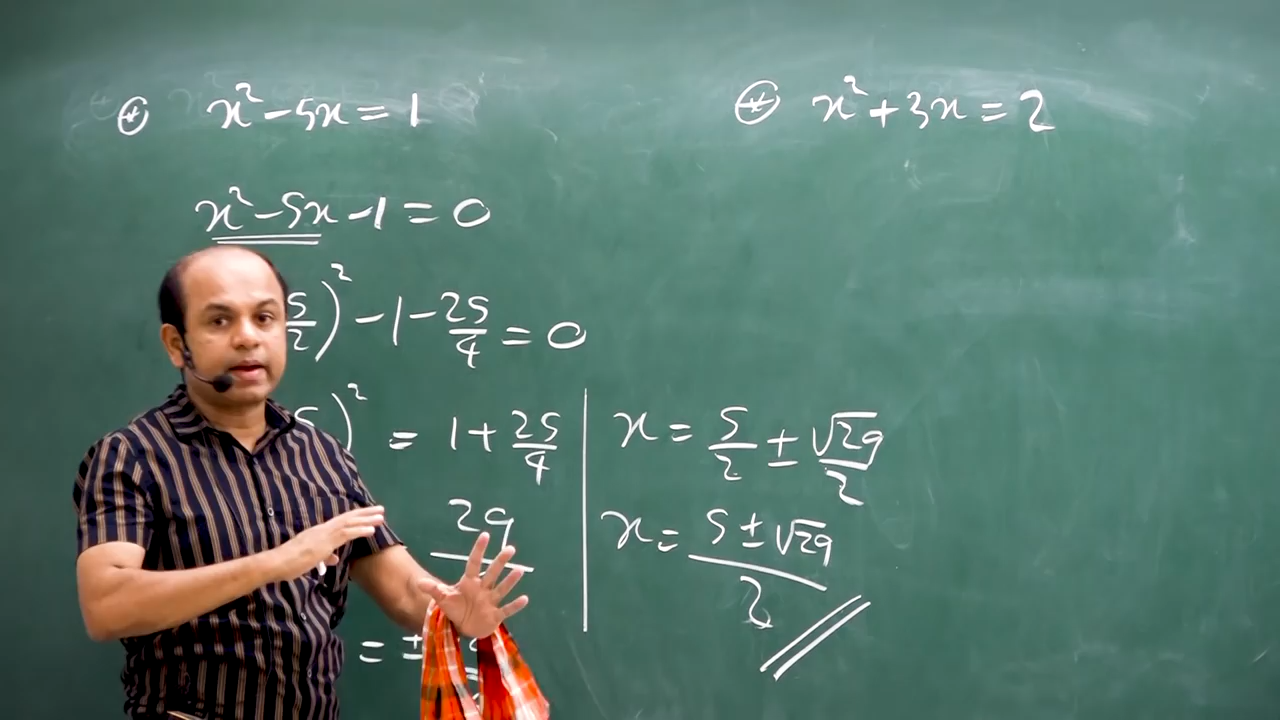 ⊛ x² - 5x = 1
x² - 5x - 1 = 0
5/2)² - 1 - 25/4 = 0
5 )² = 1 + 25/4
29
= ±
x = 5/2 ± √29/2
x = (5 ± √29)/2
⊛ x² + 3x = 2